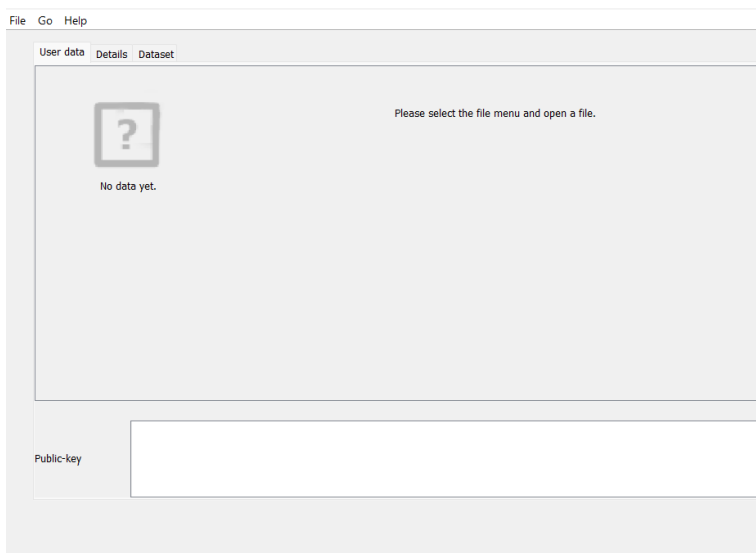 File Go Help
User data Details Dataset
?
Please select the file menu and open a file.
No data yet.
Public-key